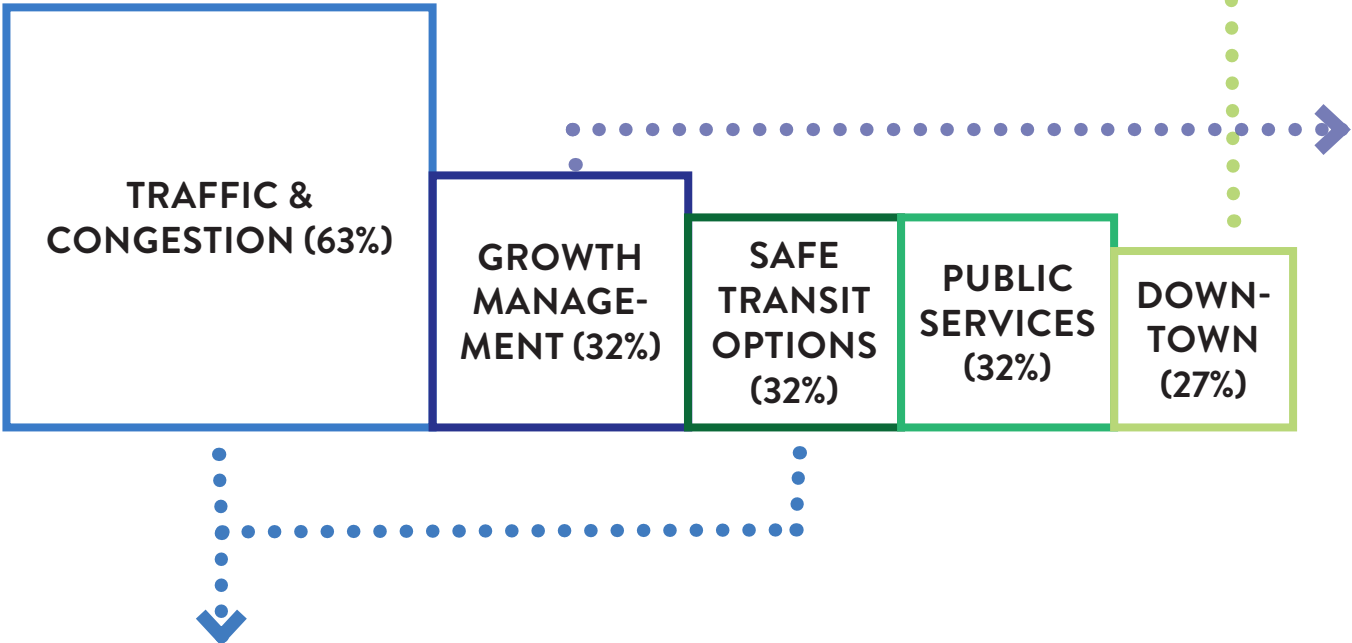 TRAFFIC &
CONGESTION (63%)
GROWTH
MANAGE-
MENT (32%)
SAFE
TRANSIT
OPTIONS
(32%)
PUBLIC
SERVICES
(32%)
DOWN-
TOWN
(27%)